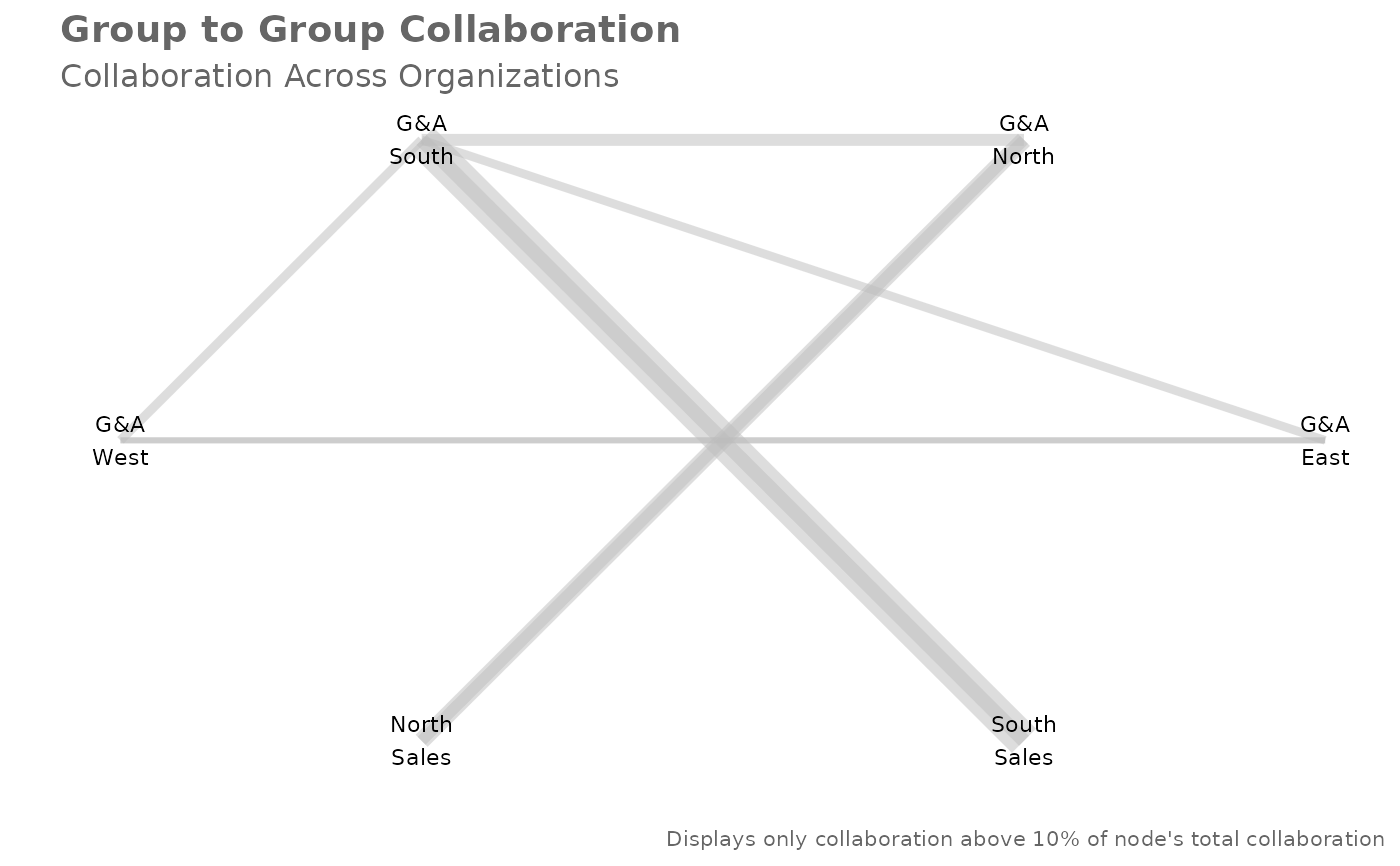 Group to Group Collaboration
Collaboration Across Organizations
G&A
South
G&A
North
G&A
West
G&A
East
North
Sales
South
Sales
Displays only collaboration above 10% of node's total collaboration